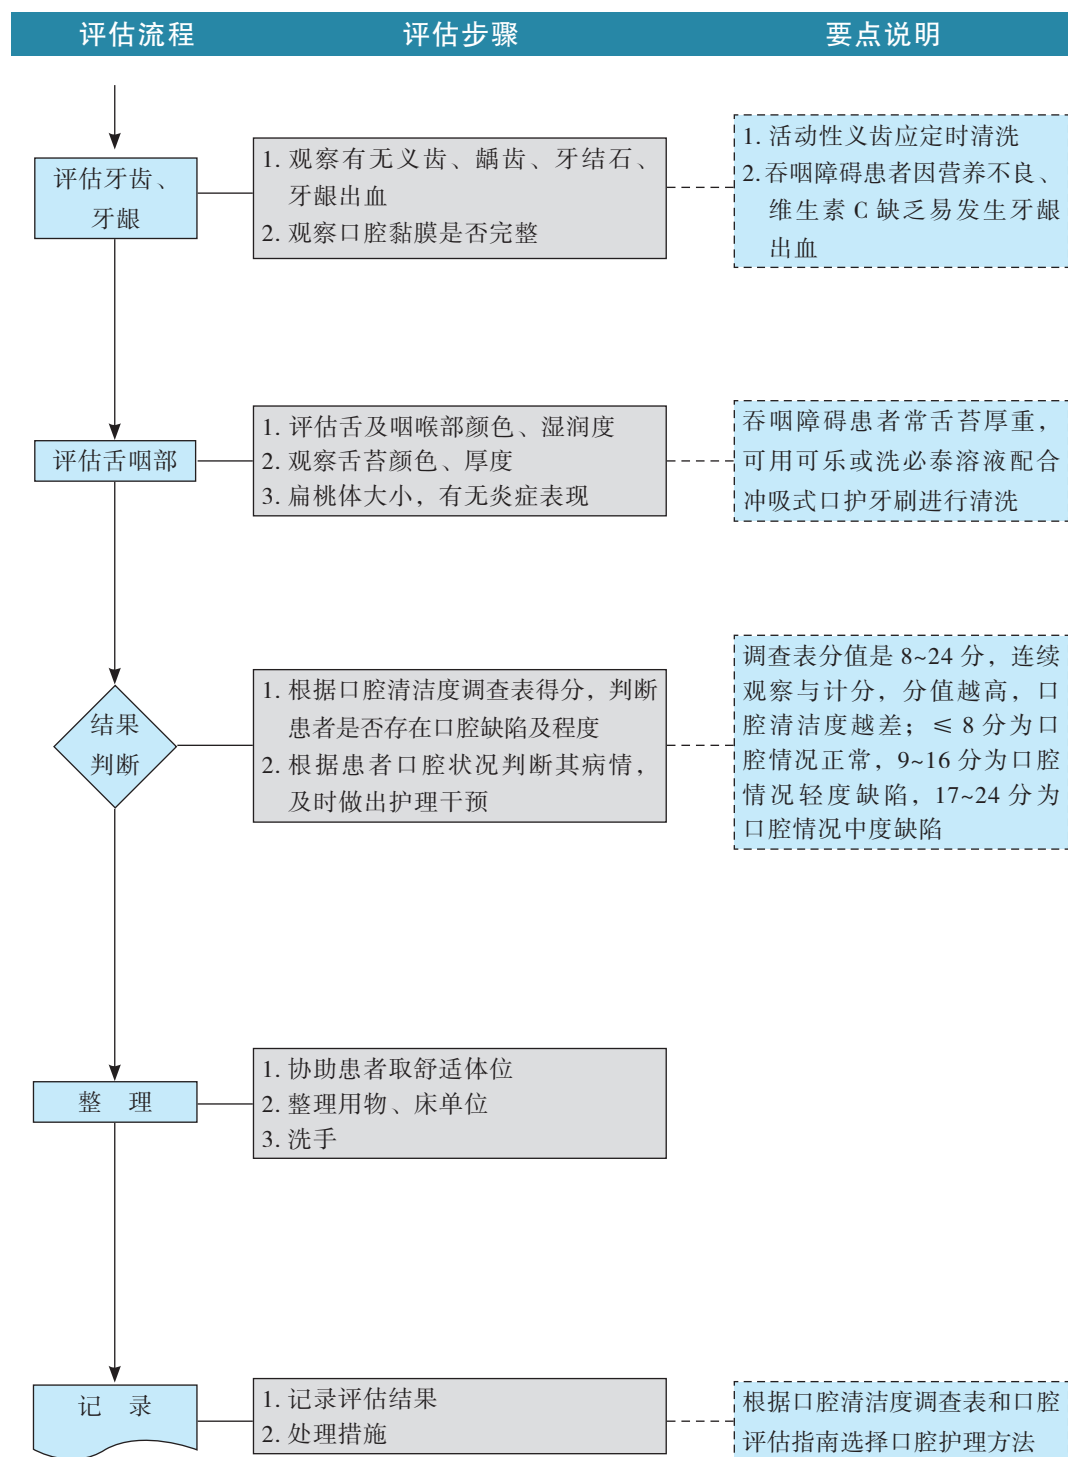 评估流程 评估步骤 要点说明
评估牙齿、
牙龈
1. 观察有无义齿、龋齿、牙结石、
牙龈出血
2. 观察口腔黏膜是否完整
1. 活动性义齿应定时清洗
2. 吞咽障碍患者因营养不良、
维生素 C 缺乏易发生牙龈
出血
评估舌咽部
1. 评估舌及咽喉部颜色、湿润度
2. 观察舌苔颜色、厚度
3. 扁桃体大小，有无炎症表现
吞咽障碍患者常舌苔厚重，
可用可乐或洗必泰溶液配合
冲吸式口护牙刷进行清洗
结果
判断
1. 根据口腔清洁度调查表得分，判断
患者是否存在口腔缺陷及程度
2. 根据患者口腔状况判断其病情，
及时做出护理干预
调查表分值是 8~24 分，连续
观察与计分，分值越高，口
腔清洁度越差；≤ 8 分为口
腔情况正常，9~16 分为口腔
情况轻度缺陷，17~24 分为
口腔情况中度缺陷
整 理
1. 协助患者取舒适体位
2. 整理用物、床单位
3. 洗手
记 录
1. 记录评估结果
2. 处理措施
根据口腔清洁度调查表和口腔
评估指南选择口腔护理方法